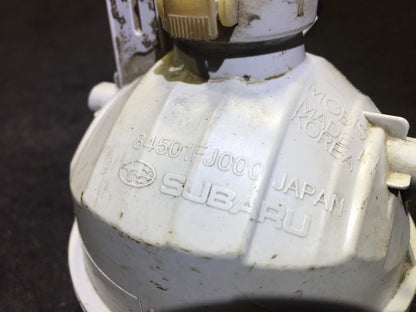 MOBIS
MADE IN
KOREA
84501FJ000 JAPAN
SUBARU